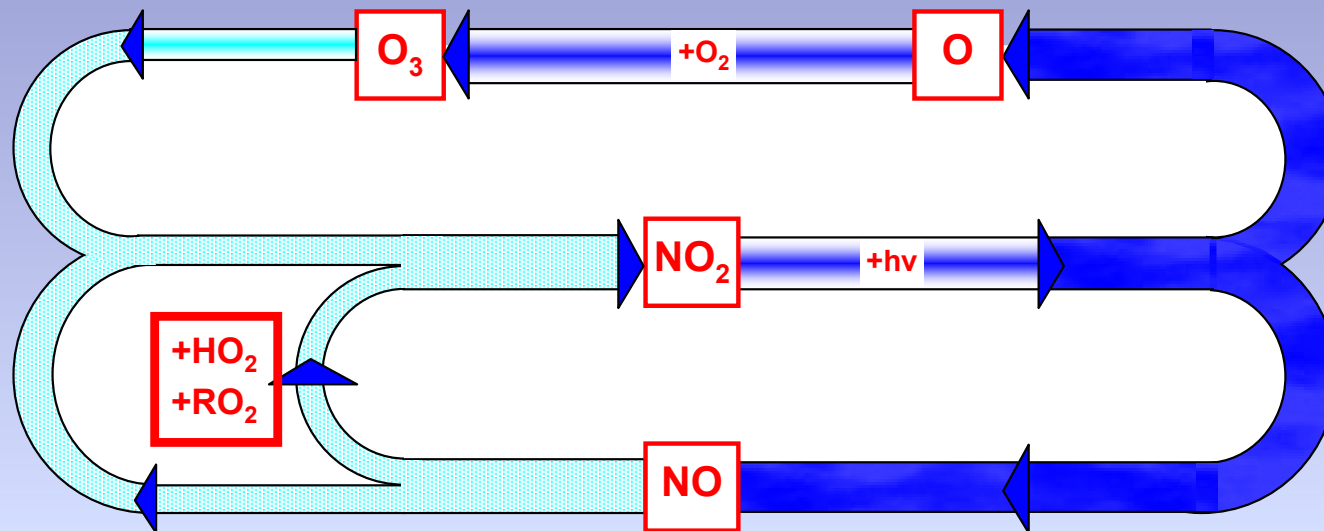 O₃
+O₂
O
NO₂
+hv
+HO₂
+RO₂
NO